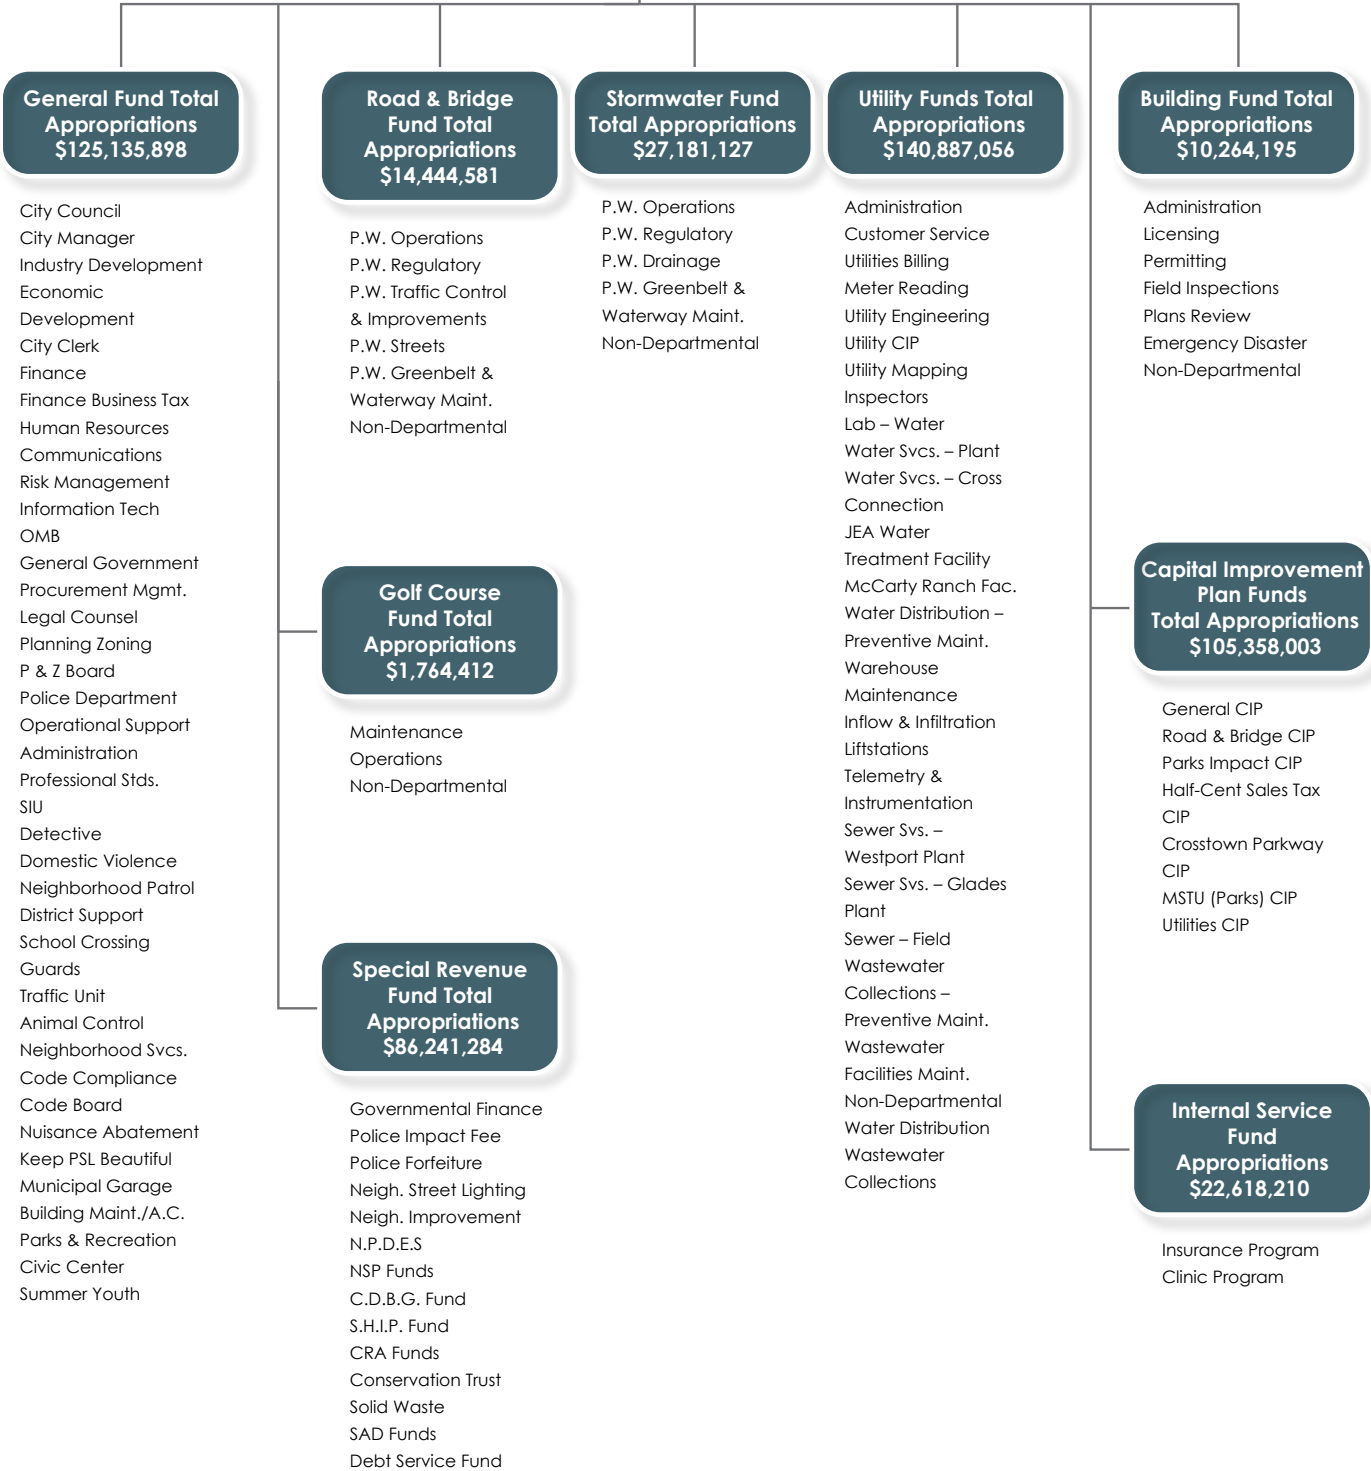 General Fund Total
Appropriations
$125,135,898
City Council
City Manager
Industry Development
Economic
Development
City Clerk
Finance
Finance Business Tax
Human Resources
Communications
Risk Management
Information Tech
OMB
General Government
Procurement Mgmt.
Legal Counsel
Planning Zoning
P & Z Board
Police Department
Operational Support
Administration
Professional Stds.
SIU
Detective
Domestic Violence
Neighborhood Patrol
District Support
School Crossing
Guards
Traffic Unit
Animal Control
Neighborhood Svcs.
Code Compliance
Code Board
Nuisance Abatement
Keep PSL Beautiful
Municipal Garage
Building Maint./A.C.
Parks & Recreation
Civic Center
Summer Youth
Road & Bridge
Fund Total
Appropriations
$14,444,581
P.W. Operations
P.W. Regulatory
P.W. Traffic Control
& Improvements
P.W. Streets
P.W. Greenbelt &
Waterway Maint.
Non-Departmental
Golf Course
Fund Total
Appropriations
$1,764,412
Maintenance
Operations
Non-Departmental
Special Revenue
Fund Total
Appropriations
$86,241,284
Governmental Finance
Police Impact Fee
Police Forfeiture
Neigh. Street Lighting
Neigh. Improvement
N.P.D.E.S
NSP Funds
C.D.B.G. Fund
S.H.I.P. Fund
CRA Funds
Conservation Trust
Solid Waste
SAD Funds
Debt Service Fund
Stormwater Fund
Total Appropriations
$27,181,127
P.W. Operations
P.W. Regulatory
P.W. Drainage
P.W. Greenbelt &
Waterway Maint.
Non-Departmental
Utility Funds Total
Appropriations
$140,887,056
Administration
Customer Service
Utilities Billing
Meter Reading
Utility Engineering
Utility CIP
Utility Mapping
Inspectors
Lab – Water
Water Svcs. – Plant
Water Svcs. – Cross
Connection
JEA Water
Treatment Facility
McCarty Ranch Fac.
Water Distribution –
Preventive Maint.
Warehouse
Maintenance
Inflow & Infiltration
Liftstations
Telemetry &
Instrumentation
Sewer Svs. –
Westport Plant
Sewer Svs. – Glades
Plant
Sewer – Field
Wastewater
Collections –
Preventive Maint.
Wastewater
Facilities Maint.
Non-Departmental
Water Distribution
Wastewater
Collections
Building Fund Total
Appropriations
$10,264,195
Administration
Licensing
Permitting
Field Inspections
Plans Review
Emergency Disaster
Non-Departmental
Capital Improvement
Plan Funds
Total Appropriations
$105,358,003
General CIP
Road & Bridge CIP
Parks Impact CIP
Half-Cent Sales Tax
CIP
Crosstown Parkway
CIP
MSTU (Parks) CIP
Utilities CIP
Internal Service
Fund
Appropriations
$22,618,210
Insurance Program
Clinic Program